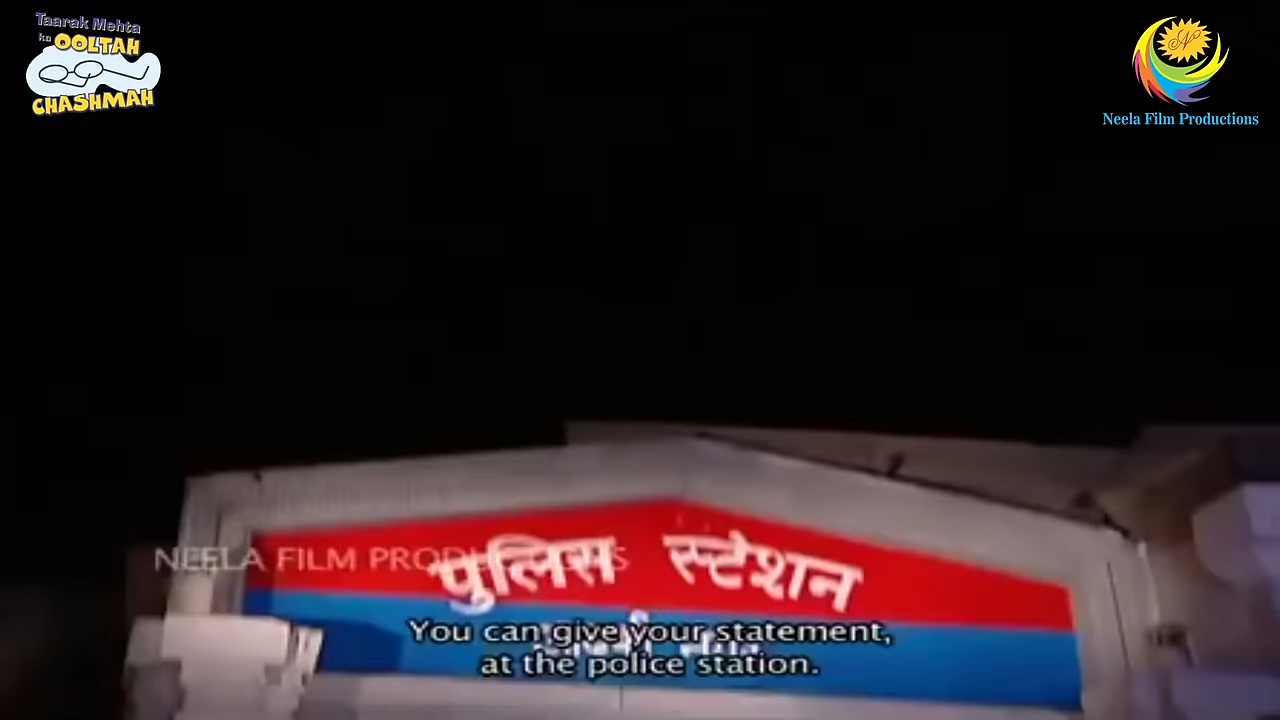 Taarak Mehta
ka OOLTAH
CHASHMAH
Neela Film Productions
पुलिस स्टेशन
NEELA FILM PRODUCTIONS
You can give your statement,
at the police station.